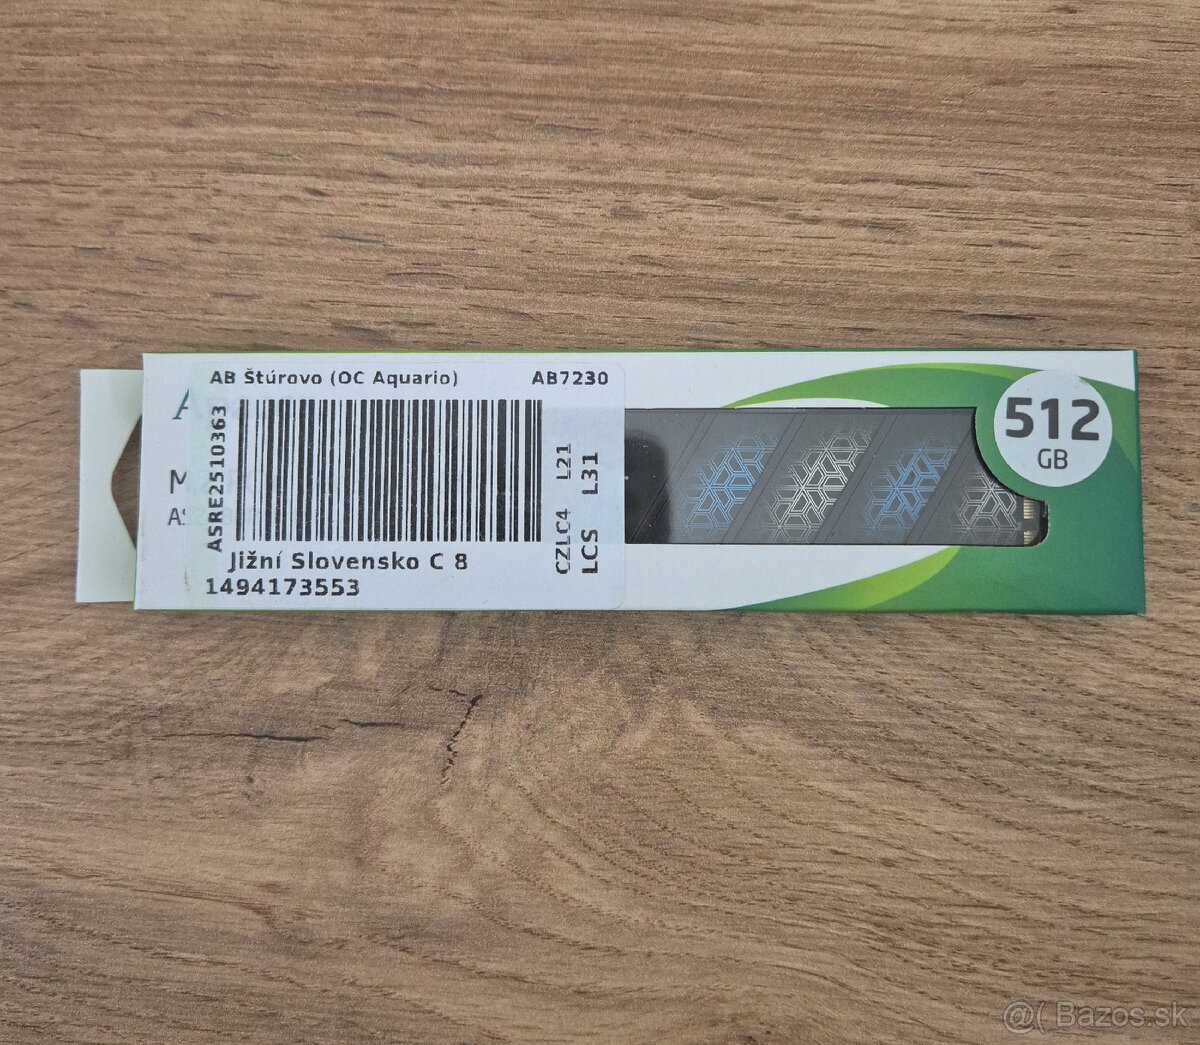 AB Štúrovo (OC Aquario) AB7230
ASRE2510363
CZLC4 L21
LCS L31
Jižní Slovensko C 8
1494173553
512
GB
@( Bazos.sk